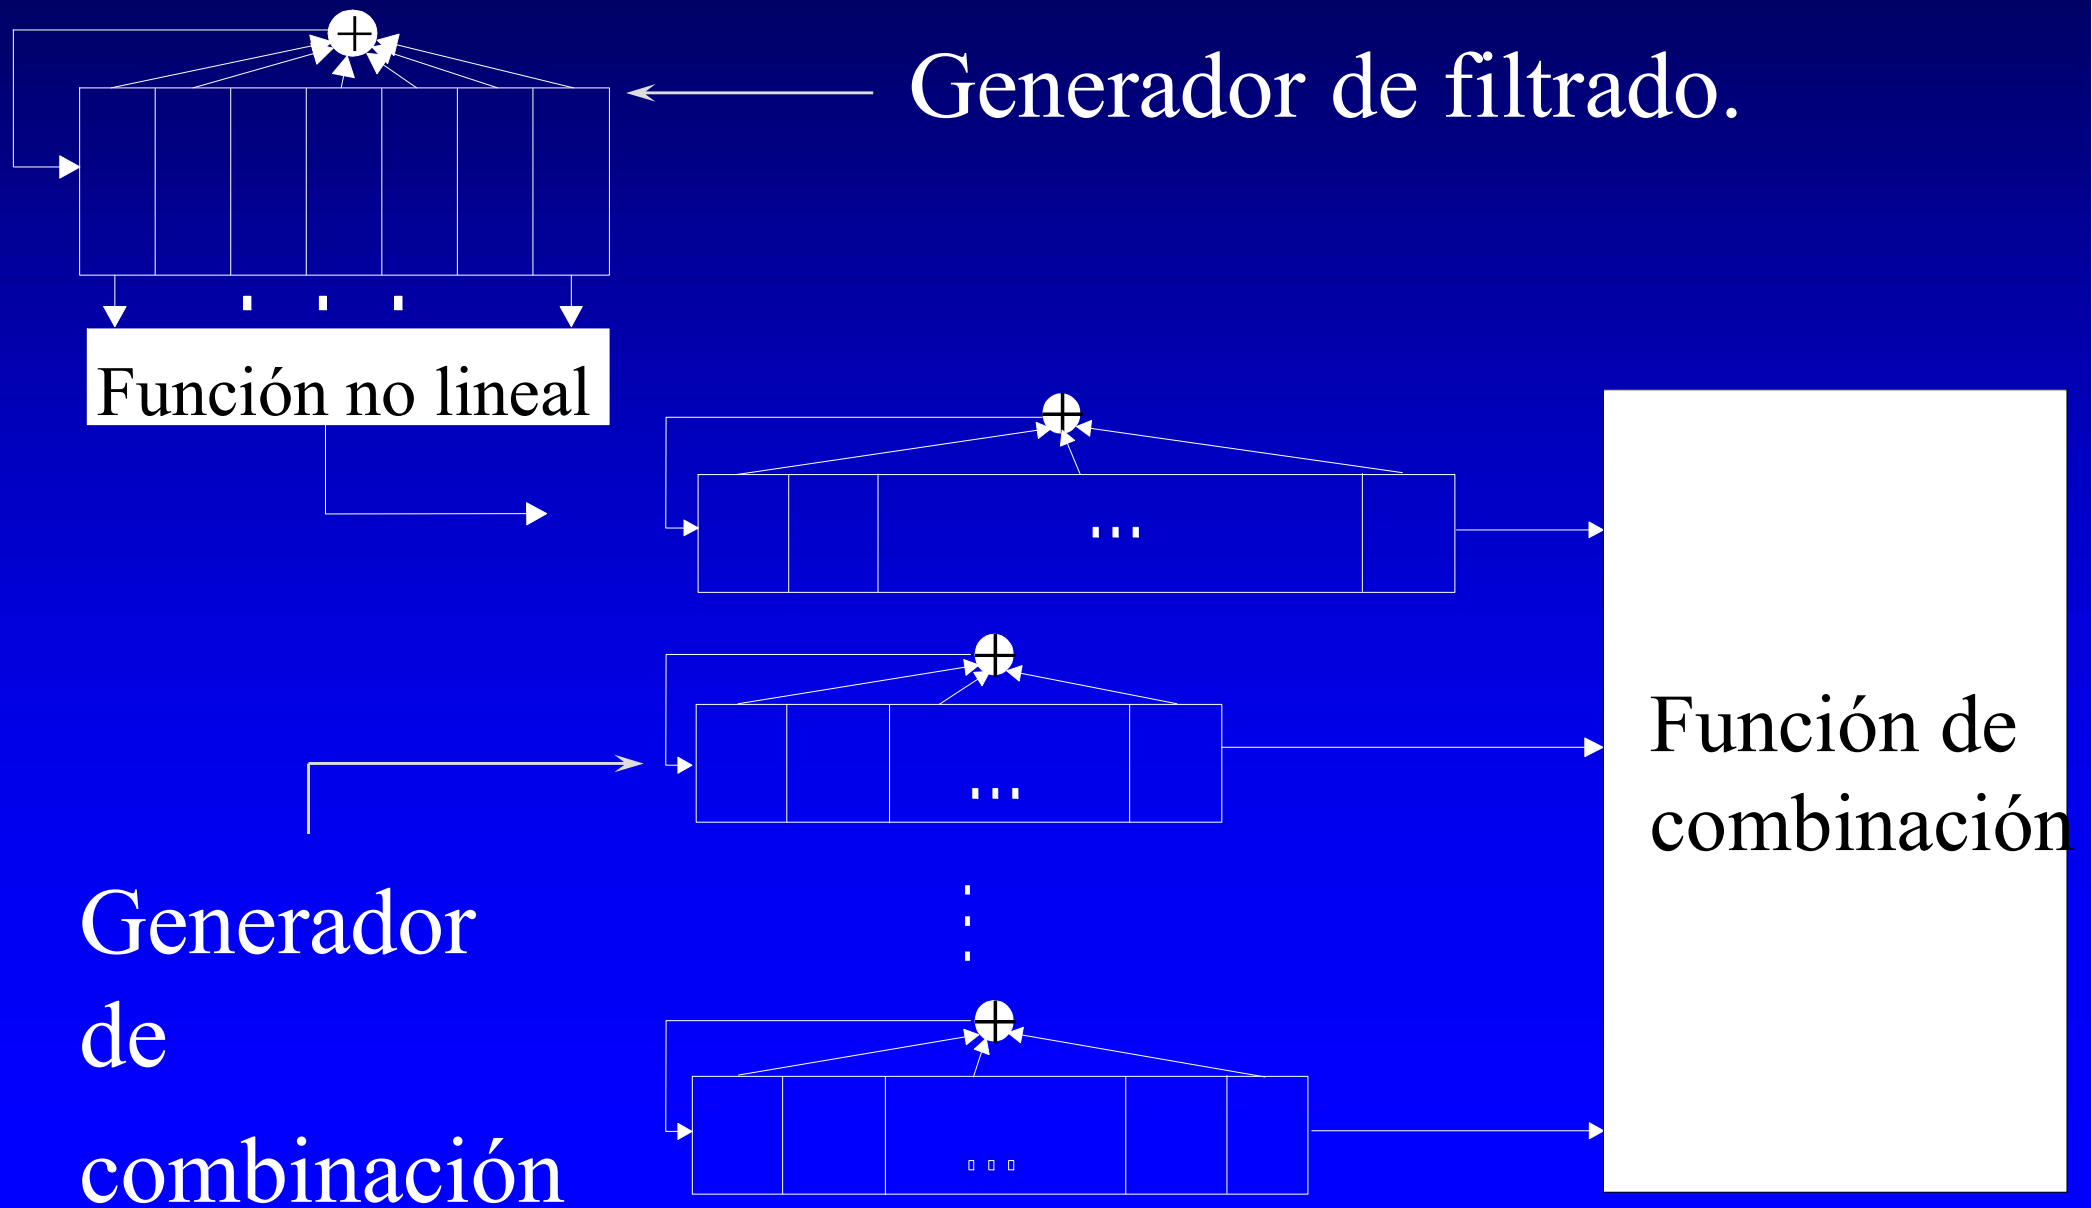 Generador de filtrado.
Función no lineal
Función de
combinación
Generador
de
combinación